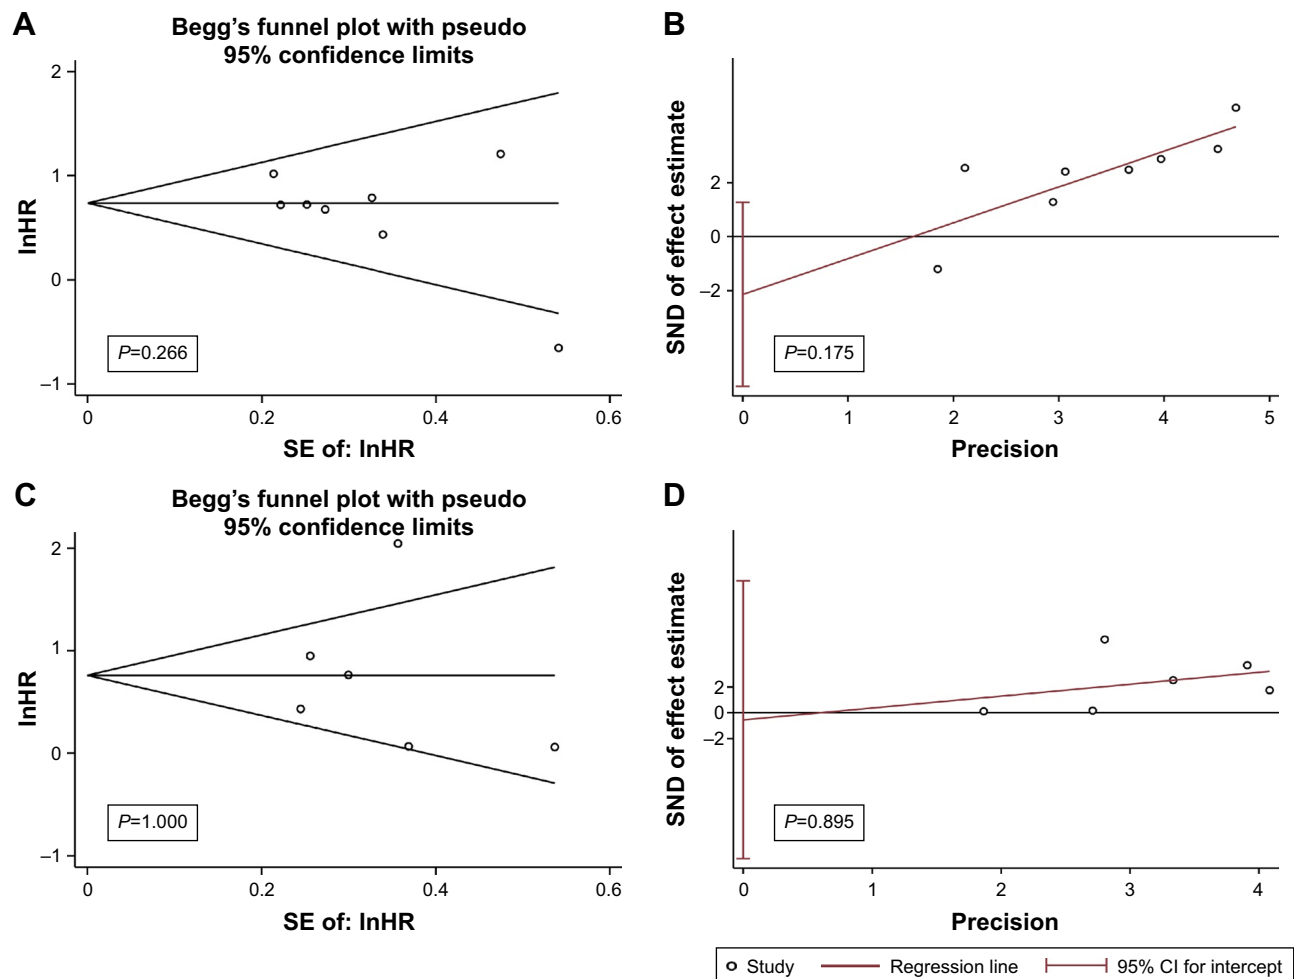 A
Begg’s funnel plot with pseudo
95% confidence limits
2
1
0
–1
lnHR
P=0.266
0 0.2 0.4 0.6
SE of: lnHR
B
2
0
–2
SND of effect estimate
P=0.175
0 1 2 3 4 5
Precision
C
Begg’s funnel plot with pseudo
95% confidence limits
2
1
0
–1
lnHR
P=1.000
0 0.2 0.4 0.6
SE of: lnHR
D
2
0
–2
SND of effect estimate
P=0.895
0 1 2 3 4
Precision
Study Regression line 95% CI for intercept